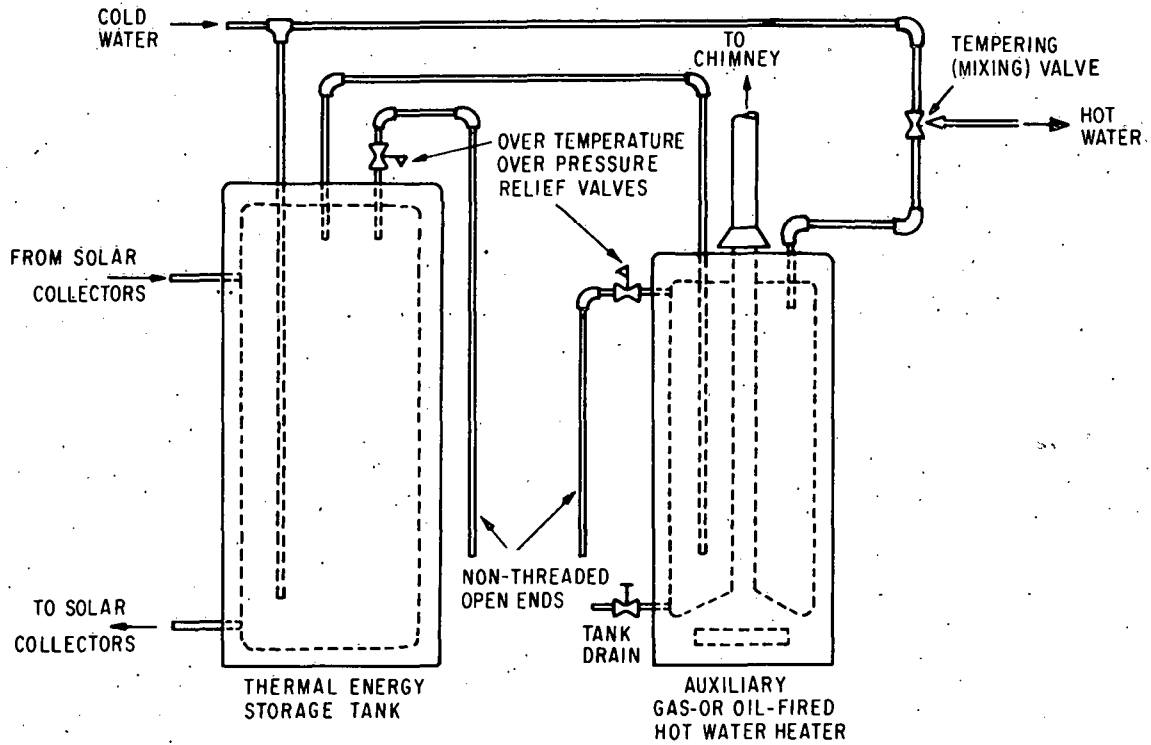 COLD
WATER
TO
CHIMNEY
TEMPERING
(MIXING) VALVE
HOT
WATER
OVER TEMPERATURE
OVER PRESSURE
RELIEF VALVES
FROM SOLAR
COLLECTORS
NON-THREADED
OPEN ENDS
TO SOLAR
COLLECTORS
TANK
DRAIN
THERMAL ENERGY
STORAGE TANK
AUXILIARY
GAS-OR OIL-FIRED
HOT WATER HEATER